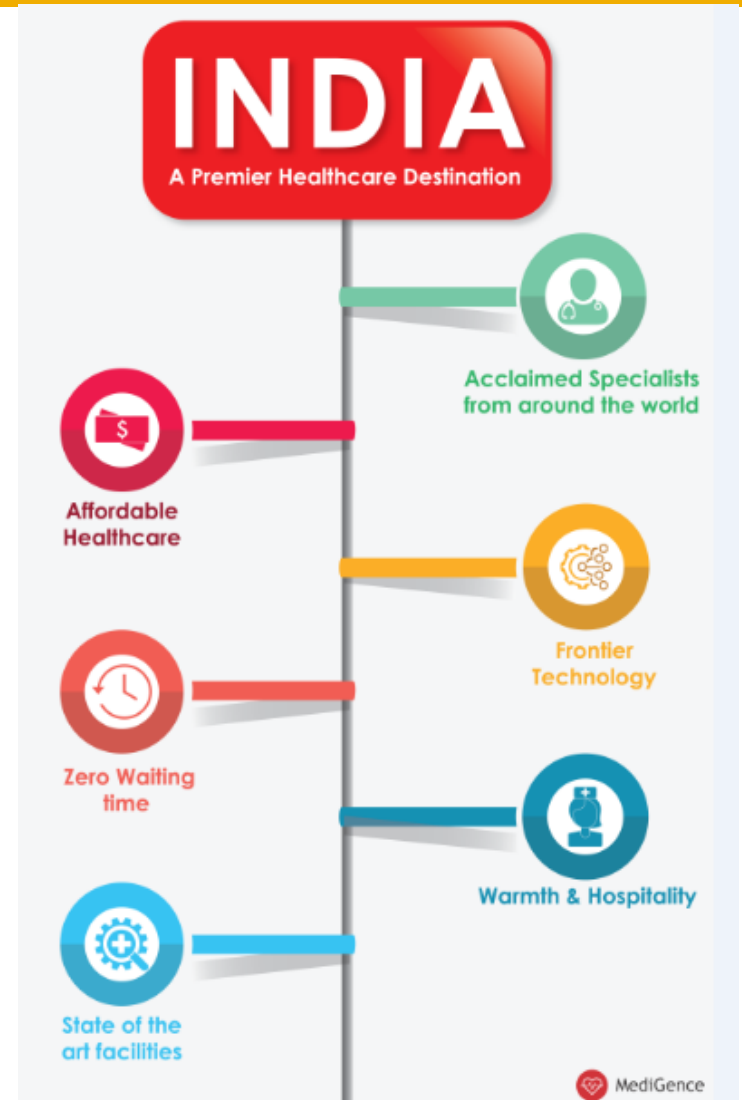 INDIA
A Premier Healthcare Destination
Acclaimed Specialists
from around the world
$
Affordable
Healthcare
Frontier
Technology
Zero Waiting
time
Warmth & Hospitality
State of the
art facilities
MediGence